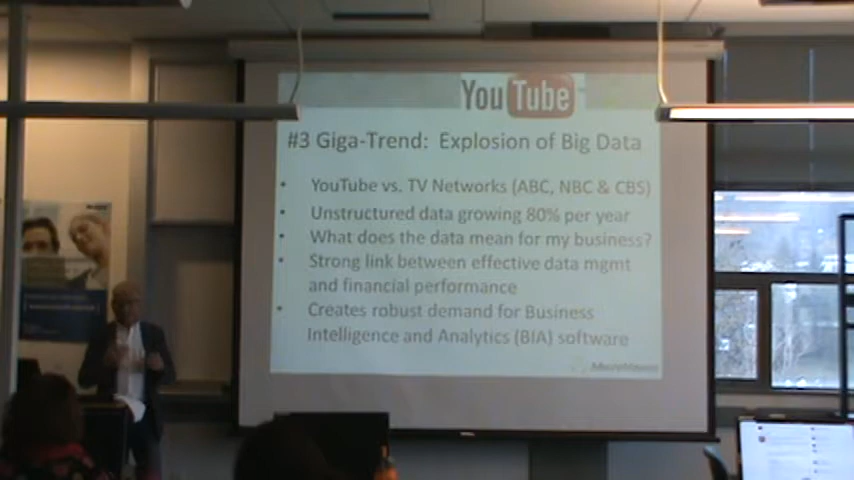 YouTube
#3 Giga-Trend: Explosion of Big Data
• YouTube vs. TV Networks (ABC, NBC & CBS)
• Unstructured data growing 80% per year
• What does the data mean for my business?
• Strong link between effective data mgmt
and financial performance
• Creates robust demand for Business
Intelligence and Analytics (BIA) software